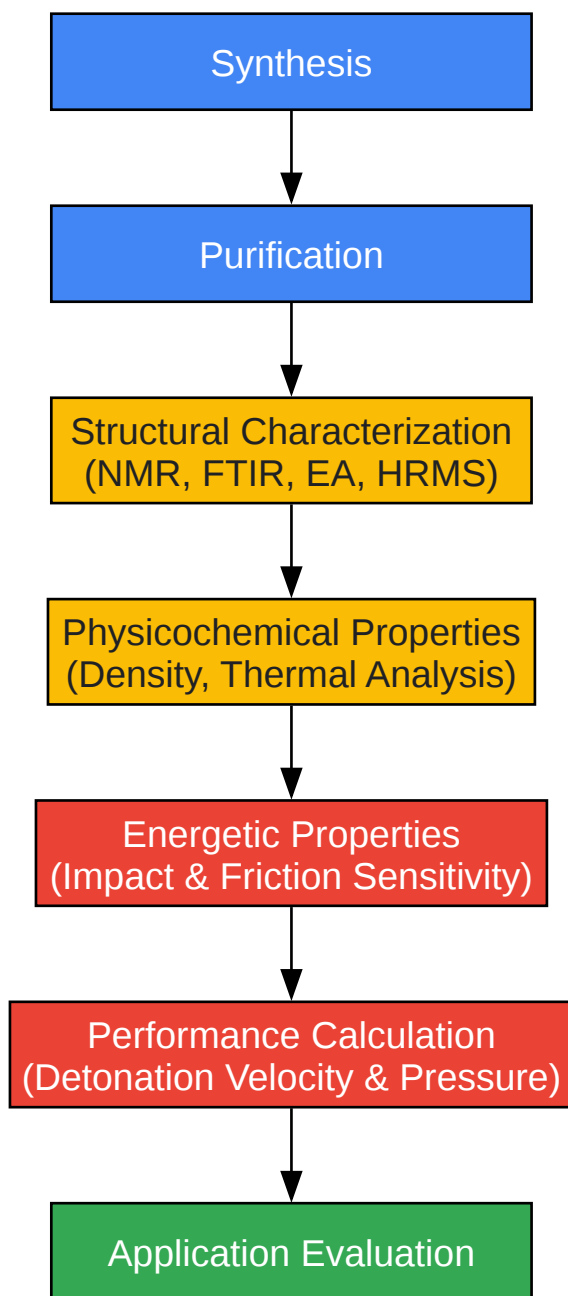 Synthesis
Purification
Structural Characterization
(NMR, FTIR, EA, HRMS)
Physicochemical Properties
(Density, Thermal Analysis)
Energetic Properties
(Impact & Friction Sensitivity)
Performance Calculation
(Detonation Velocity & Pressure)
Application Evaluation